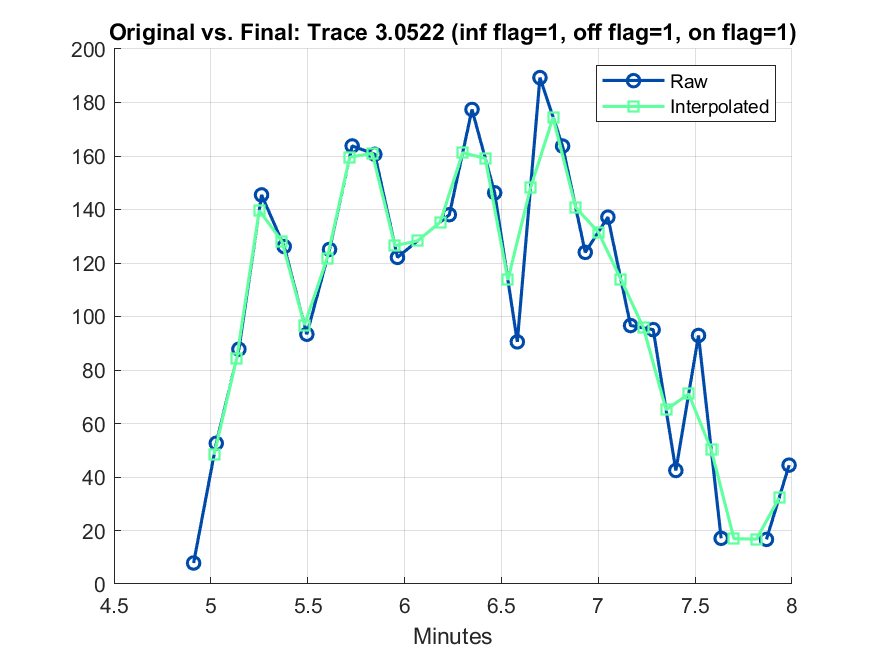 Original vs. Final: Trace 3.0522 (inf flag=1, off flag=1, on flag=1)
200
180
160
140
120
100
80
60
40
20
0
Raw
Interpolated
4.5 5 5.5 6 6.5 7 7.5 8
Minutes